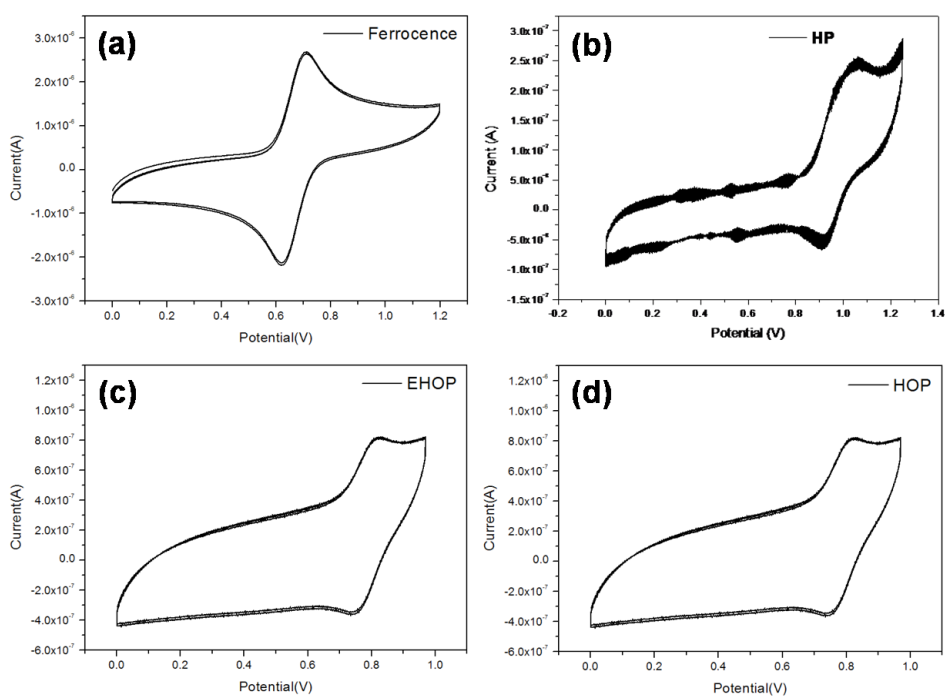 (a)
Ferrocence
3.0x10⁻⁶
2.0x10⁻⁶
1.0x10⁻⁶
0.0
-1.0x10⁻⁶
-2.0x10⁻⁶
-3.0x10⁻⁶
Current(A)
0.0 0.2 0.4 0.6 0.8 1.0 1.2
Potential(V)
(b)
HP
3.0x10⁻⁷
2.5x10⁻⁷
2.0x10⁻⁷
1.5x10⁻⁷
1.0x10⁻⁷
5.0x10⁻⁸
0.0
-5.0x10⁻⁸
-1.0x10⁻⁷
-1.5x10⁻⁷
Current (A)
-0.2 0.0 0.2 0.4 0.6 0.8 1.0 1.2 1.4
Potential (V)
(c)
EHOP
1.2x10⁻⁶
1.0x10⁻⁶
8.0x10⁻⁷
6.0x10⁻⁷
4.0x10⁻⁷
2.0x10⁻⁷
0.0
-2.0x10⁻⁷
-4.0x10⁻⁷
-6.0x10⁻⁷
Current(A)
0.0 0.2 0.4 0.6 0.8 1.0
Potential(V)
(d)
HOP
1.2x10⁻⁶
1.0x10⁻⁶
8.0x10⁻⁷
6.0x10⁻⁷
4.0x10⁻⁷
2.0x10⁻⁷
0.0
-2.0x10⁻⁷
-4.0x10⁻⁷
-6.0x10⁻⁷
Current(A)
0.0 0.2 0.4 0.6 0.8 1.0
Potential(V)